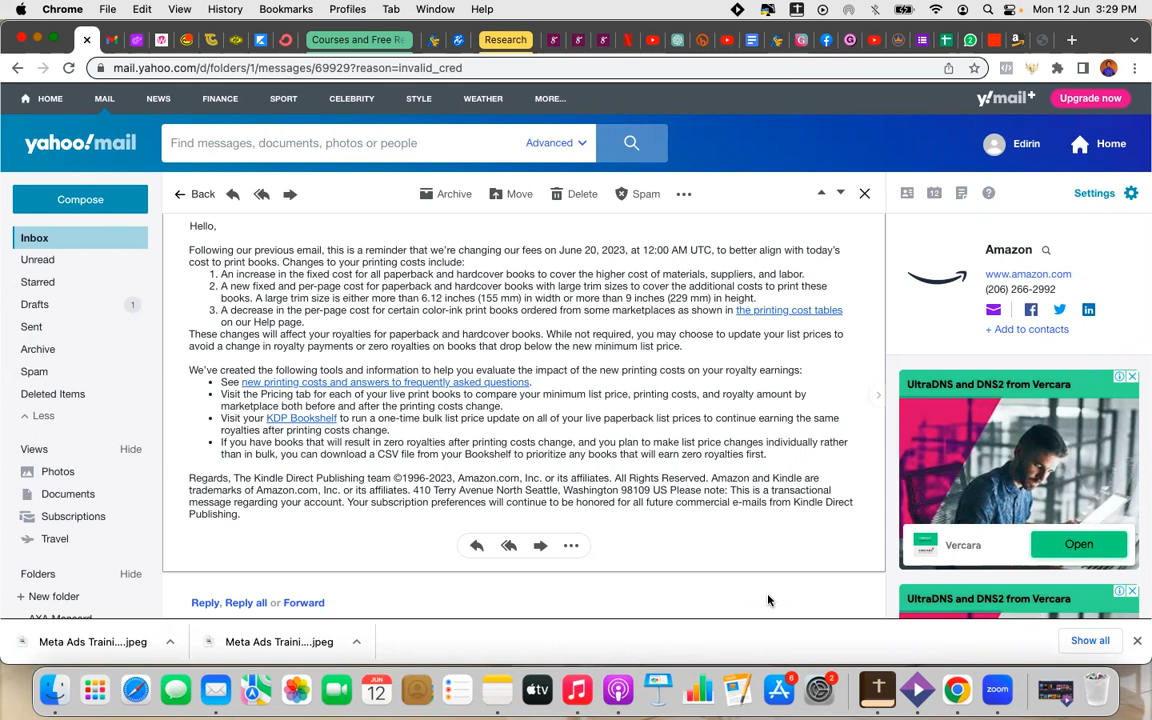 Chrome File Edit View History Bookmarks Profiles Tab Window Help Mon 12 Jun 3:29 PM
Courses and Free Re
Research
mail.yahoo.com/d/folders/1/messages/69929?reason=invalid_cred
HOME MAIL NEWS FINANCE SPORT CELEBRITY STYLE WEATHER MORE... y!mail+ Upgrade now
yahoo!mail Find messages, documents, photos or people Advanced Edirin Home
Compose Back Archive Move Delete Spam 12 Settings
Inbox
Unread
Starred
Drafts 1
Sent
Archive
Spam
Deleted Items
Less
Views Hide
Photos
Documents
Subscriptions
Travel
Folders Hide
+ New folder
AXA Mansard
Hello,
Following our previous email, this is a reminder that we're changing our fees on June 20, 2023, at 12:00 AM UTC, to better align with today's
cost to print books. Changes to your printing costs include:
1. An increase in the fixed cost for all paperback and hardcover books to cover the higher cost of materials, suppliers, and labor.
2. A new fixed and per-page cost for paperback and hardcover books with large trim sizes to cover the additional costs to print these
books. A large trim size is either more than 6.12 inches (155 mm) in width or more than 9 inches (229 mm) in height.
3. A decrease in the per-page cost for certain color-ink print books ordered from some marketplaces as shown in the printing cost tables
on our Help page.
These changes will affect your royalties for paperback and hardcover books. While not required, you may choose to update your list prices to
avoid a change in royalty payments or zero royalties on books that drop below the new minimum list price.
We've created the following tools and information to help you evaluate the impact of the new printing costs on your royalty earnings:
• See new printing costs and answers to frequently asked questions.
• Visit the Pricing tab for each of your live print books to compare your minimum list price, printing costs, and royalty amount by
marketplace both before and after the printing costs change.
• Visit your KDP Bookshelf to run a one-time bulk list price update on all of your live paperback list prices to continue earning the same
royalties after printing costs change.
• If you have books that will result in zero royalties after printing costs change, and you plan to make list price changes individually rather
than in bulk, you can download a CSV file from your Bookshelf to prioritize any books that will earn zero royalties first.
Regards, The Kindle Direct Publishing team ©1996-2023, Amazon.com, Inc. or its affiliates. All Rights Reserved. Amazon and Kindle are
trademarks of Amazon.com, Inc. or its affiliates. 410 Terry Avenue North Seattle, Washington 98109 US Please note: This is a transactional
message regarding your account. Your subscription preferences will continue to be honored for all future commercial e-mails from Kindle Direct
Publishing.
Reply, Reply all or Forward
Amazon
www.amazon.com
(206) 266-2992
+ Add to contacts
UltraDNS and DNS2 from Vercara
Vercara Open
UltraDNS and DNS2 from Vercara
Meta Ads Traini....jpeg Meta Ads Traini....jpeg Show all
JUN
12
tv
6
2
zoom